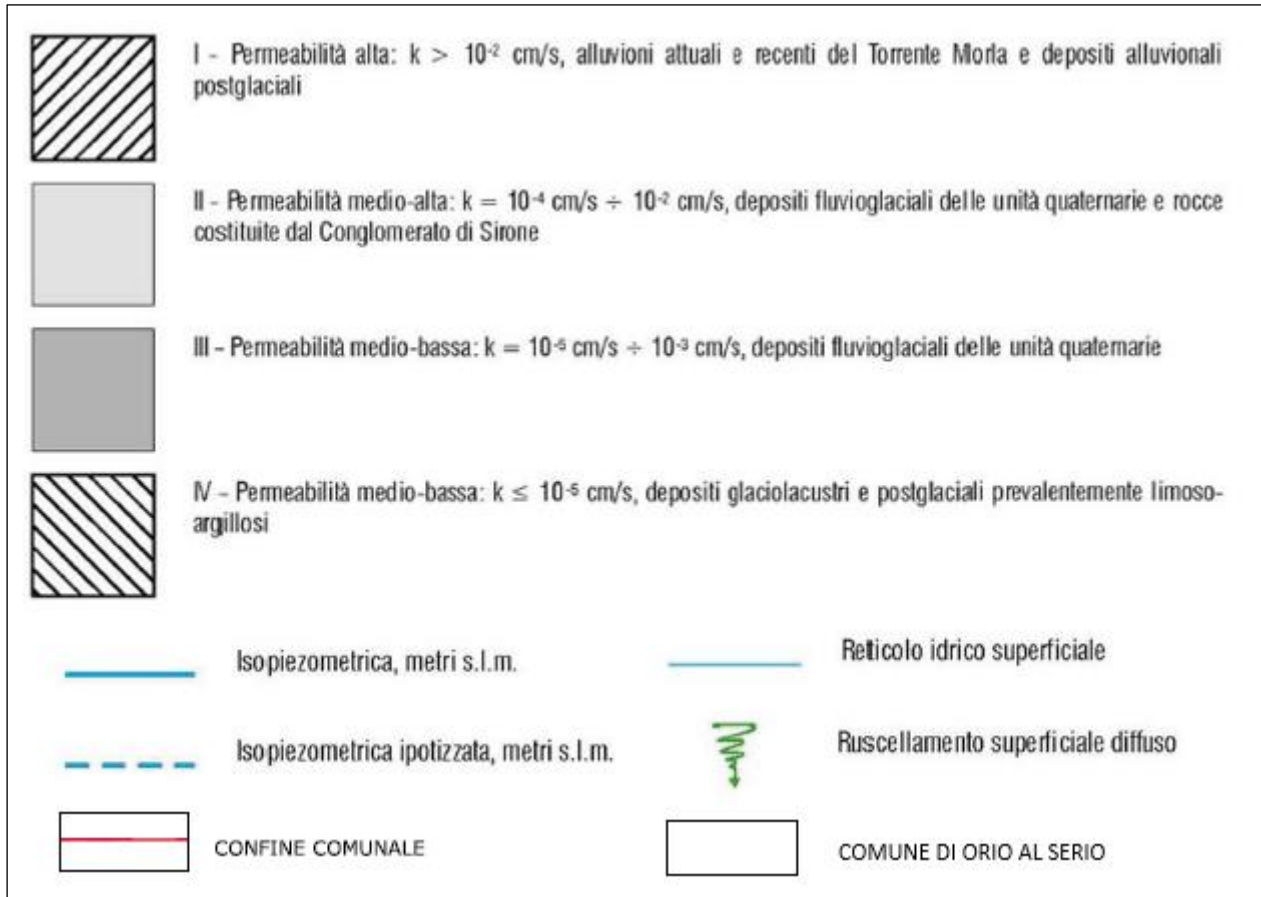 I - Permeabilità alta: k > 10⁻² cm/s, alluvioni attuali e recenti del Torrente Morla e depositi alluvionali
postglaciali
II - Permeabilità medio-alta: k = 10⁻⁴ cm/s ÷ 10⁻² cm/s, depositi fluvioglaciali delle unità quaternarie e rocce
costituite dal Conglomerato di Sirone
III - Permeabilità medio-bassa: k = 10⁻⁵ cm/s ÷ 10⁻³ cm/s, depositi fluvioglaciali delle unità quaternarie
IV - Permeabilità medio-bassa: k ≤ 10⁻⁵ cm/s, depositi glaciolacustri e postglaciali prevalentemente limoso-
argillosi
Isopiezometrica, metri s.l.m.
Reticolo idrico superficiale
Isopiezometrica ipotizzata, metri s.l.m.
Ruscellamento superficiale diffuso
CONFINE COMUNALE
COMUNE DI ORIO AL SERIO